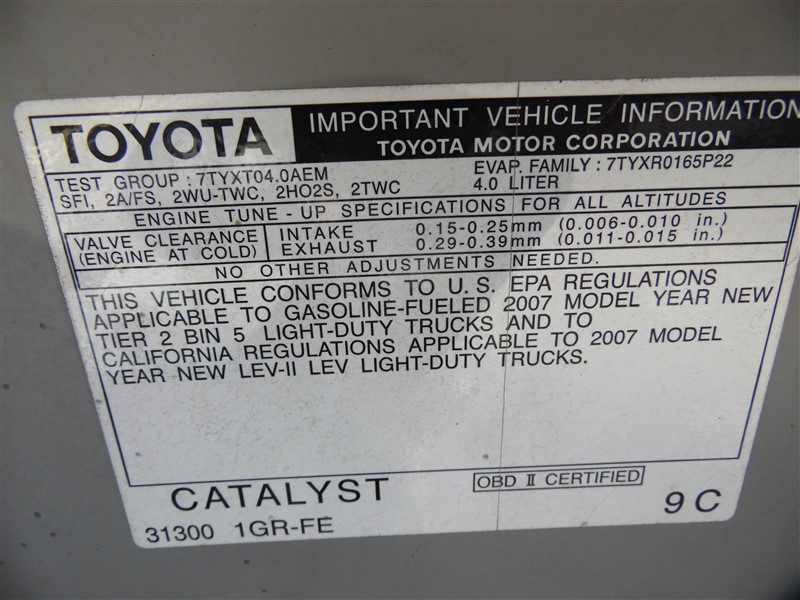 TOYOTA IMPORTANT VEHICLE INFORMATION
TOYOTA MOTOR CORPORATION
TEST GROUP : 7TYXT04.0AEM EVAP. FAMILY : 7TYXR0165P22
SFI, 2A/FS, 2WU-TWC, 2HO2S, 2TWC 4.0 LITER
ENGINE TUNE - UP SPECIFICATIONS FOR ALL ALTITUDES
VALVE CLEARANCE INTAKE 0.15-0.25mm (0.006-0.010 in.)
(ENGINE AT COLD) EXHAUST 0.29-0.39mm (0.011-0.015 in.)
NO OTHER ADJUSTMENTS NEEDED.
THIS VEHICLE CONFORMS TO U.S. EPA REGULATIONS
APPLICABLE TO GASOLINE-FUELED 2007 MODEL YEAR NEW
TIER 2 BIN 5 LIGHT-DUTY TRUCKS AND TO
CALIFORNIA REGULATIONS APPLICABLE TO 2007 MODEL
YEAR NEW LEV-II LEV LIGHT-DUTY TRUCKS.
OBD II CERTIFIED
CATALYST
9 C
31300 1GR-FE